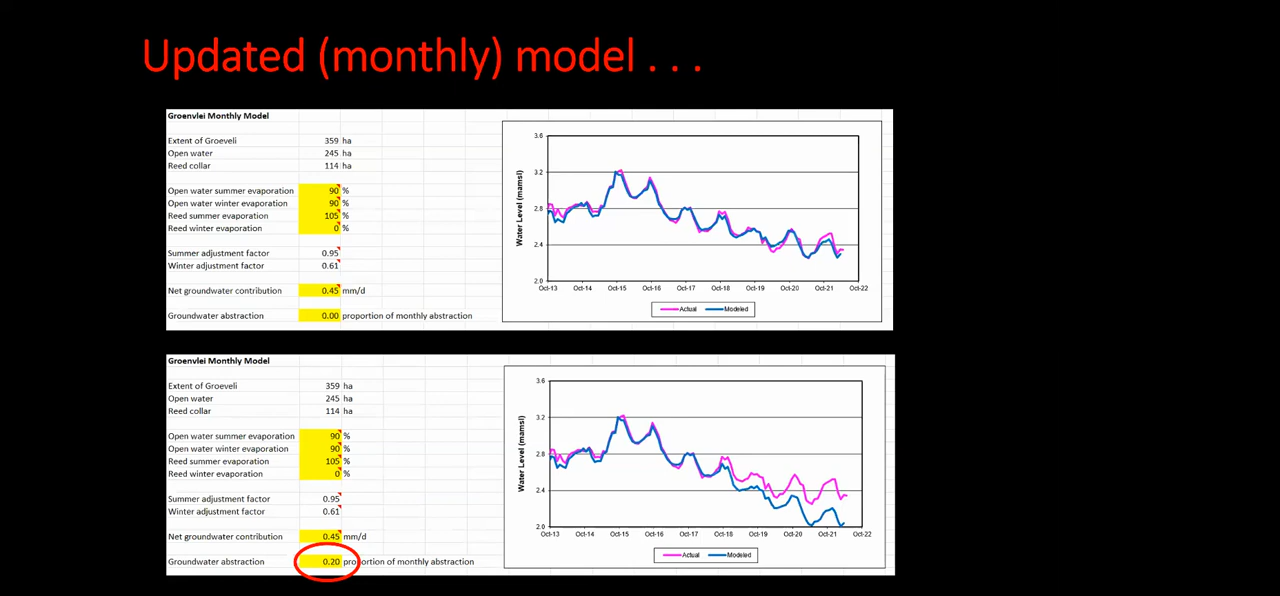 Updated (monthly) model . . .
Groenvlei Monthly Model
Extent of Groeveli 359 ha
Open water 245 ha
Reed collar 114 ha
Open water summer evaporation 90 %
Open water winter evaporation 90 %
Reed summer evaporation 105 %
Reed winter evaporation 0 %
Summer adjustment factor 0.95
Winter adjustment factor 0.61
Net groundwater contribution 0.45 mm/d
Groundwater abstraction 0.00 proportion of monthly abstraction
Water Level (mamsl)
3.6
3.2
2.8
2.4
2.0
Oct-13 Oct-14 Oct-15 Oct-16 Oct-17 Oct-18 Oct-19 Oct-20 Oct-21 Oct-22
Actual Modeled
Groenvlei Monthly Model
Extent of Groeveli 359 ha
Open water 245 ha
Reed collar 114 ha
Open water summer evaporation 90 %
Open water winter evaporation 90 %
Reed summer evaporation 105 %
Reed winter evaporation 0 %
Summer adjustment factor 0.95
Winter adjustment factor 0.61
Net groundwater contribution 0.45 mm/d
Groundwater abstraction 0.20 proportion of monthly abstraction
Water Level (mamsl)
3.6
3.2
2.8
2.4
2.0
Oct-13 Oct-14 Oct-15 Oct-16 Oct-17 Oct-18 Oct-19 Oct-20 Oct-21 Oct-22
Actual Modeled